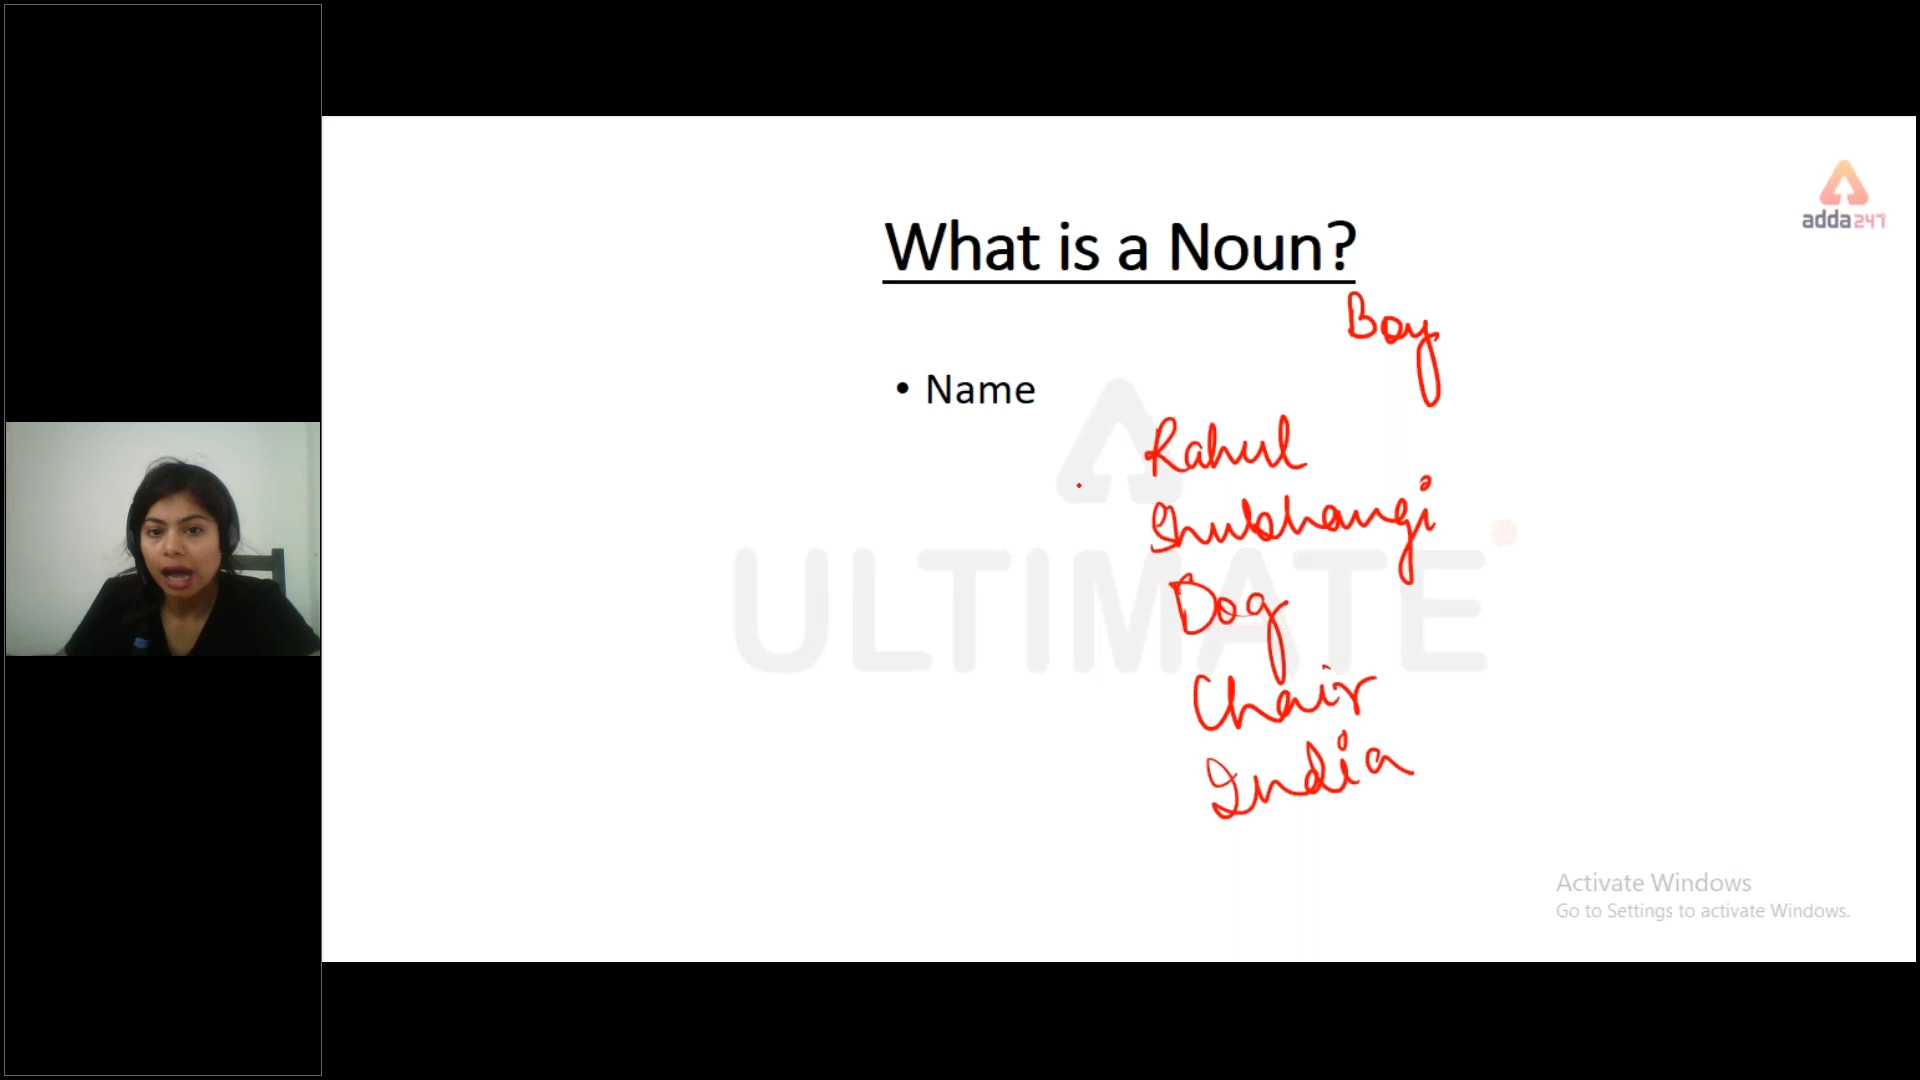 adda247
What is a Noun?
Boy
• Name
Rahul
Shubhangi
Dog
ULTIMATE
Chair
India
Activate Windows
Go to Settings to activate Windows.